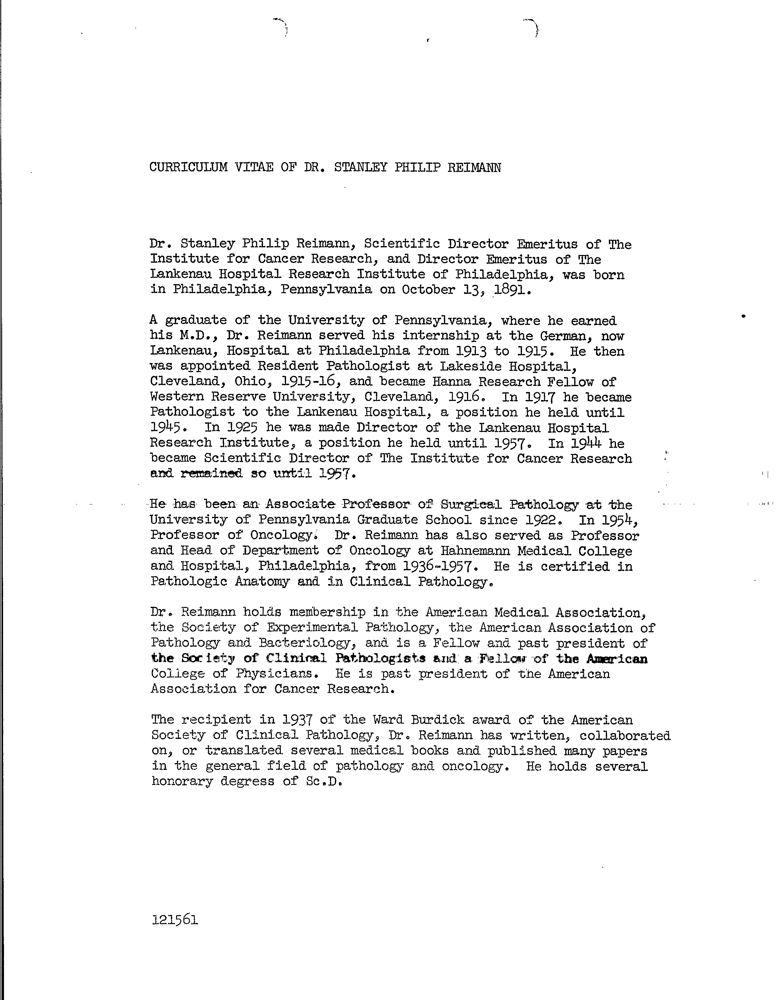 CURRICULUM VITAE OF DR. STANLEY PHILIP REIMANN
Dr. Stanley Philip Reimann, Scientific Director Emeritus of The
Institute for Cancer Research, and Director Emeritus of The
Lankenau Hospital Research Institute of Philadelphia, was born
in Philadelphia, Pennsylvania on October 13, 1891.
A graduate of the University of Pennsylvania, where he earned
his M.D., Dr. Reimann served his internship at the German, now
Lankenau, Hospital at Philadelphia from 1913 to 1915. He then
was appointed Resident Pathologist at Lakeside Hospital,
Cleveland, Ohio, 1915-16, and became Hanna Research Fellow of
Western Reserve University, Cleveland, 1916. In 1917 he became
Pathologist to the Lankenau Hospital, a position he held until
1945. In 1925 he was made Director of the Lankenau Hospital
Research Institute, a position he held until 1957. In 1944 he
became Scientific Director of The Institute for Cancer Research
and remained so until 1957.
He has been an Associate Professor of Surgical Pathology at the
University of Pennsylvania Graduate School since 1922. In 1954,
Professor of Oncology. Dr. Reimann has also served as Professor
and Head of Department of Oncology at Hahnemann Medical College
and Hospital, Philadelphia, from 1936-1957. He is certified in
Pathologic Anatomy and in Clinical Pathology.
Dr. Reimann holds membership in the American Medical Association,
the Society of Experimental Pathology, the American Association of
Pathology and Bacteriology, and is a Fellow and past president of
the Society of Clinical Pathologists and a Fellow of the American
College of Physicians. He is past president of the American
Association for Cancer Research.
The recipient in 1937 of the Ward Burdick award of the American
Society of Clinical Pathology, Dr. Reimann has written, collaborated
on, or translated several medical books and published many papers
in the general field of pathology and oncology. He holds several
honorary degress of Sc.D.
121561